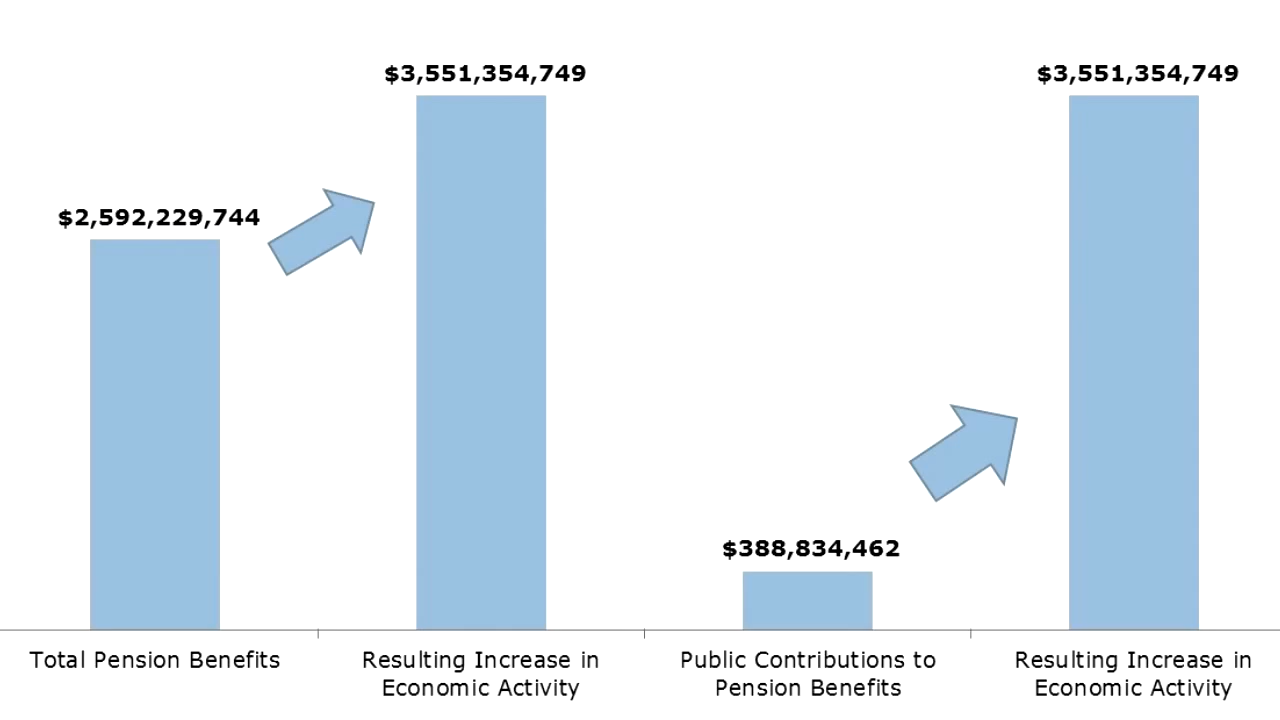 $3,551,354,749
$3,551,354,749
$2,592,229,744
$388,834,462
Total Pension Benefits
Resulting Increase in
Economic Activity
Public Contributions to
Pension Benefits
Resulting Increase in
Economic Activity